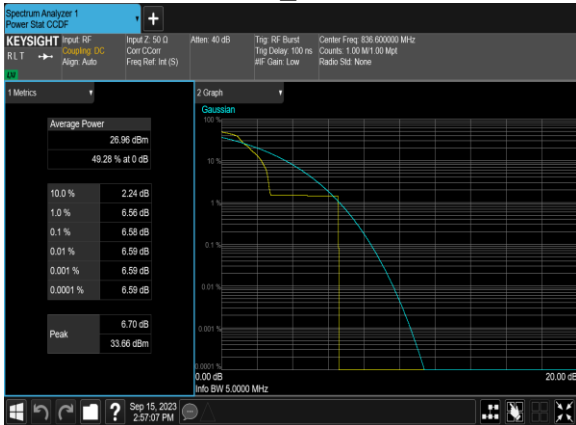 Spectrum Analyzer 1
Power Stat CCDF
+
KEYSIGHT
RLT
LXI
Input: RF
Coupling: DC
Align: Auto
Input Z: 50 Ω
Corr CCorr
Freq Ref: Int (S)
Atten: 40 dB
Trig: RF Burst
Trig Delay: 100 ns
#IF Gain: Low
Center Freq: 836.600000 MHz
Counts: 1.00 M/1.00 Mpt
Radio Std: None
1 Metrics
Average Power
26.96 dBm
49.28 % at 0 dB
10.0 % 2.24 dB
1.0 % 6.56 dB
0.1 % 6.58 dB
0.01 % 6.59 dB
0.001 % 6.59 dB
0.0001 % 6.59 dB
Peak
6.70 dB
33.66 dBm
2 Graph
Gaussian
100 %
10 %
1 %
0.1 %
0.01 %
0.001 %
0.0001 %
0.00 dB 20.00 dB
Info BW 5.0000 MHz
?
Sep 15, 2023
2:57:07 PM